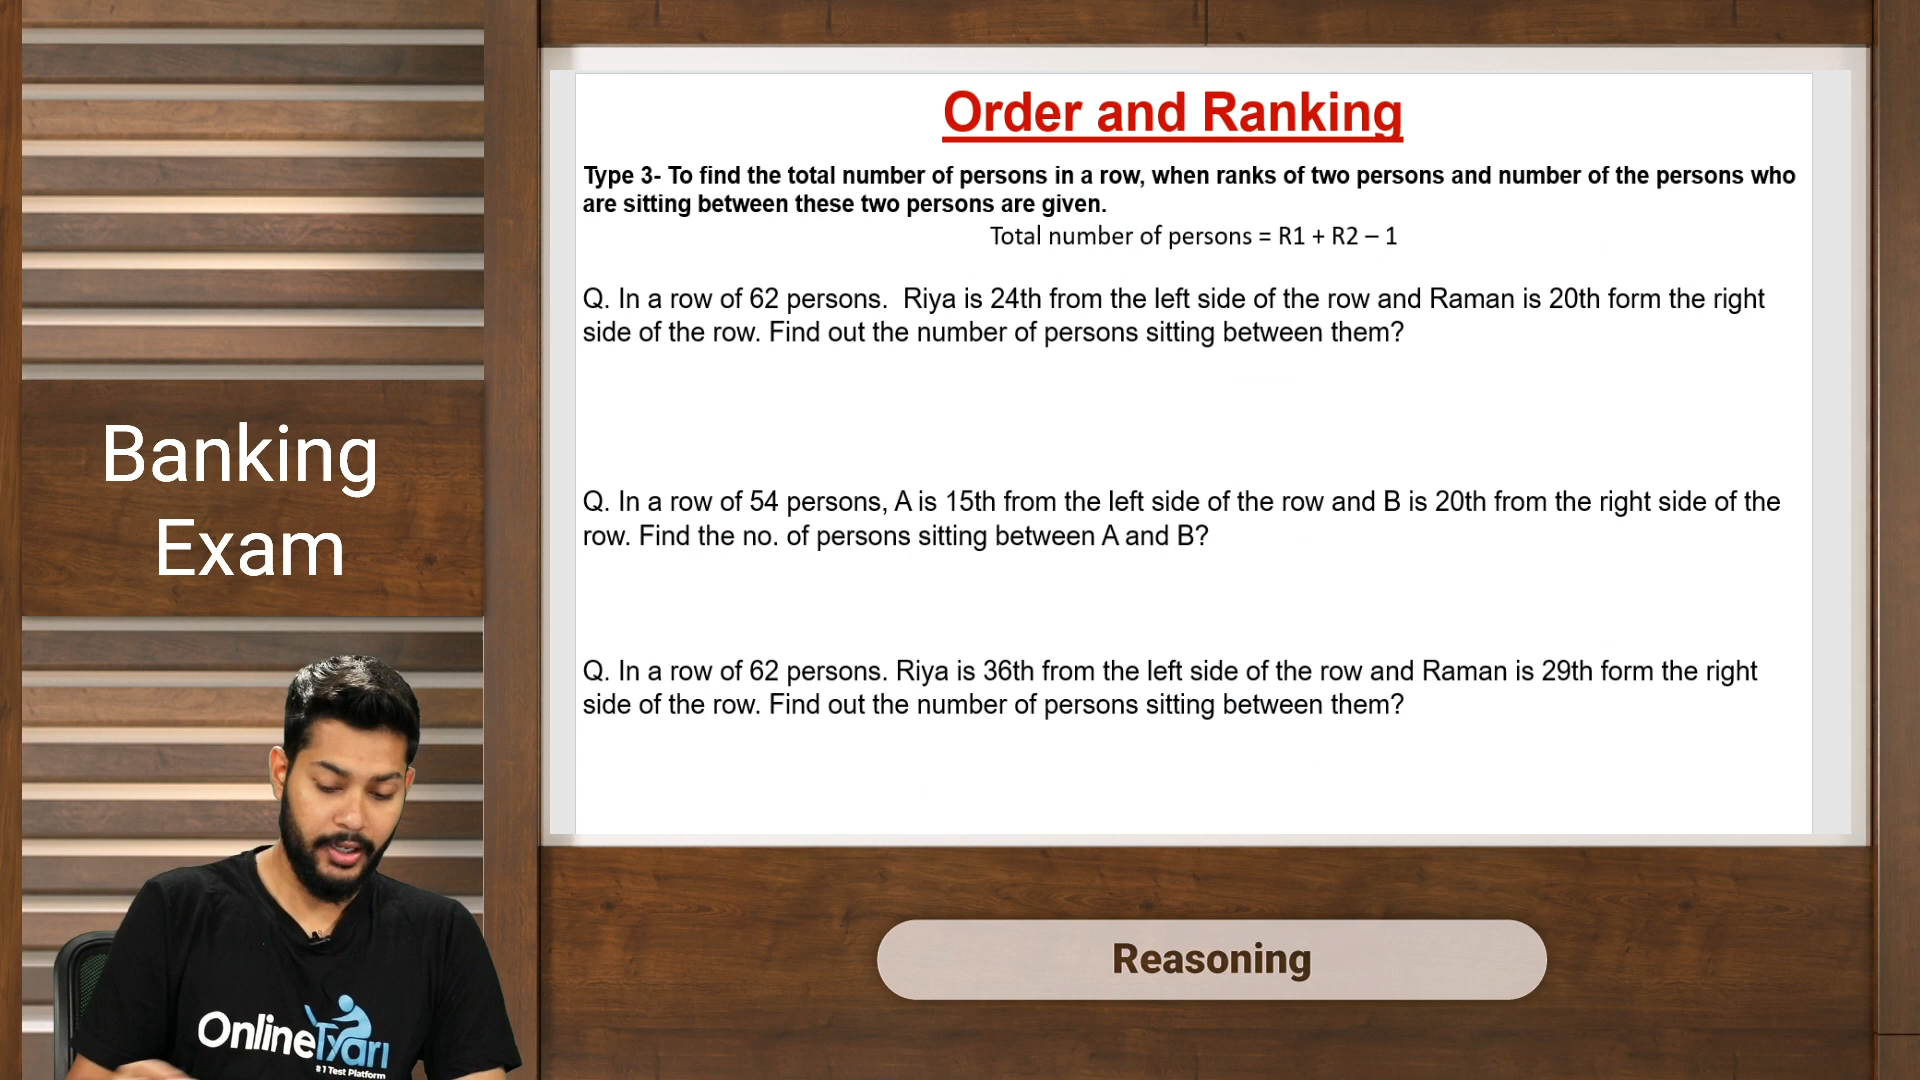 Order and Ranking
Type 3- To find the total number of persons in a row, when ranks of two persons and number of the persons who
are sitting between these two persons are given.
Total number of persons = R1 + R2 – 1
Q. In a row of 62 persons.  Riya is 24th from the left side of the row and Raman is 20th form the right
side of the row. Find out the number of persons sitting between them?
Q. In a row of 54 persons, A is 15th from the left side of the row and B is 20th from the right side of the
row. Find the no. of persons sitting between A and B?
Q. In a row of 62 persons. Riya is 36th from the left side of the row and Raman is 29th form the right
side of the row. Find out the number of persons sitting between them?
Banking
Exam
Reasoning
OnlineTyari
#1 Test Platform